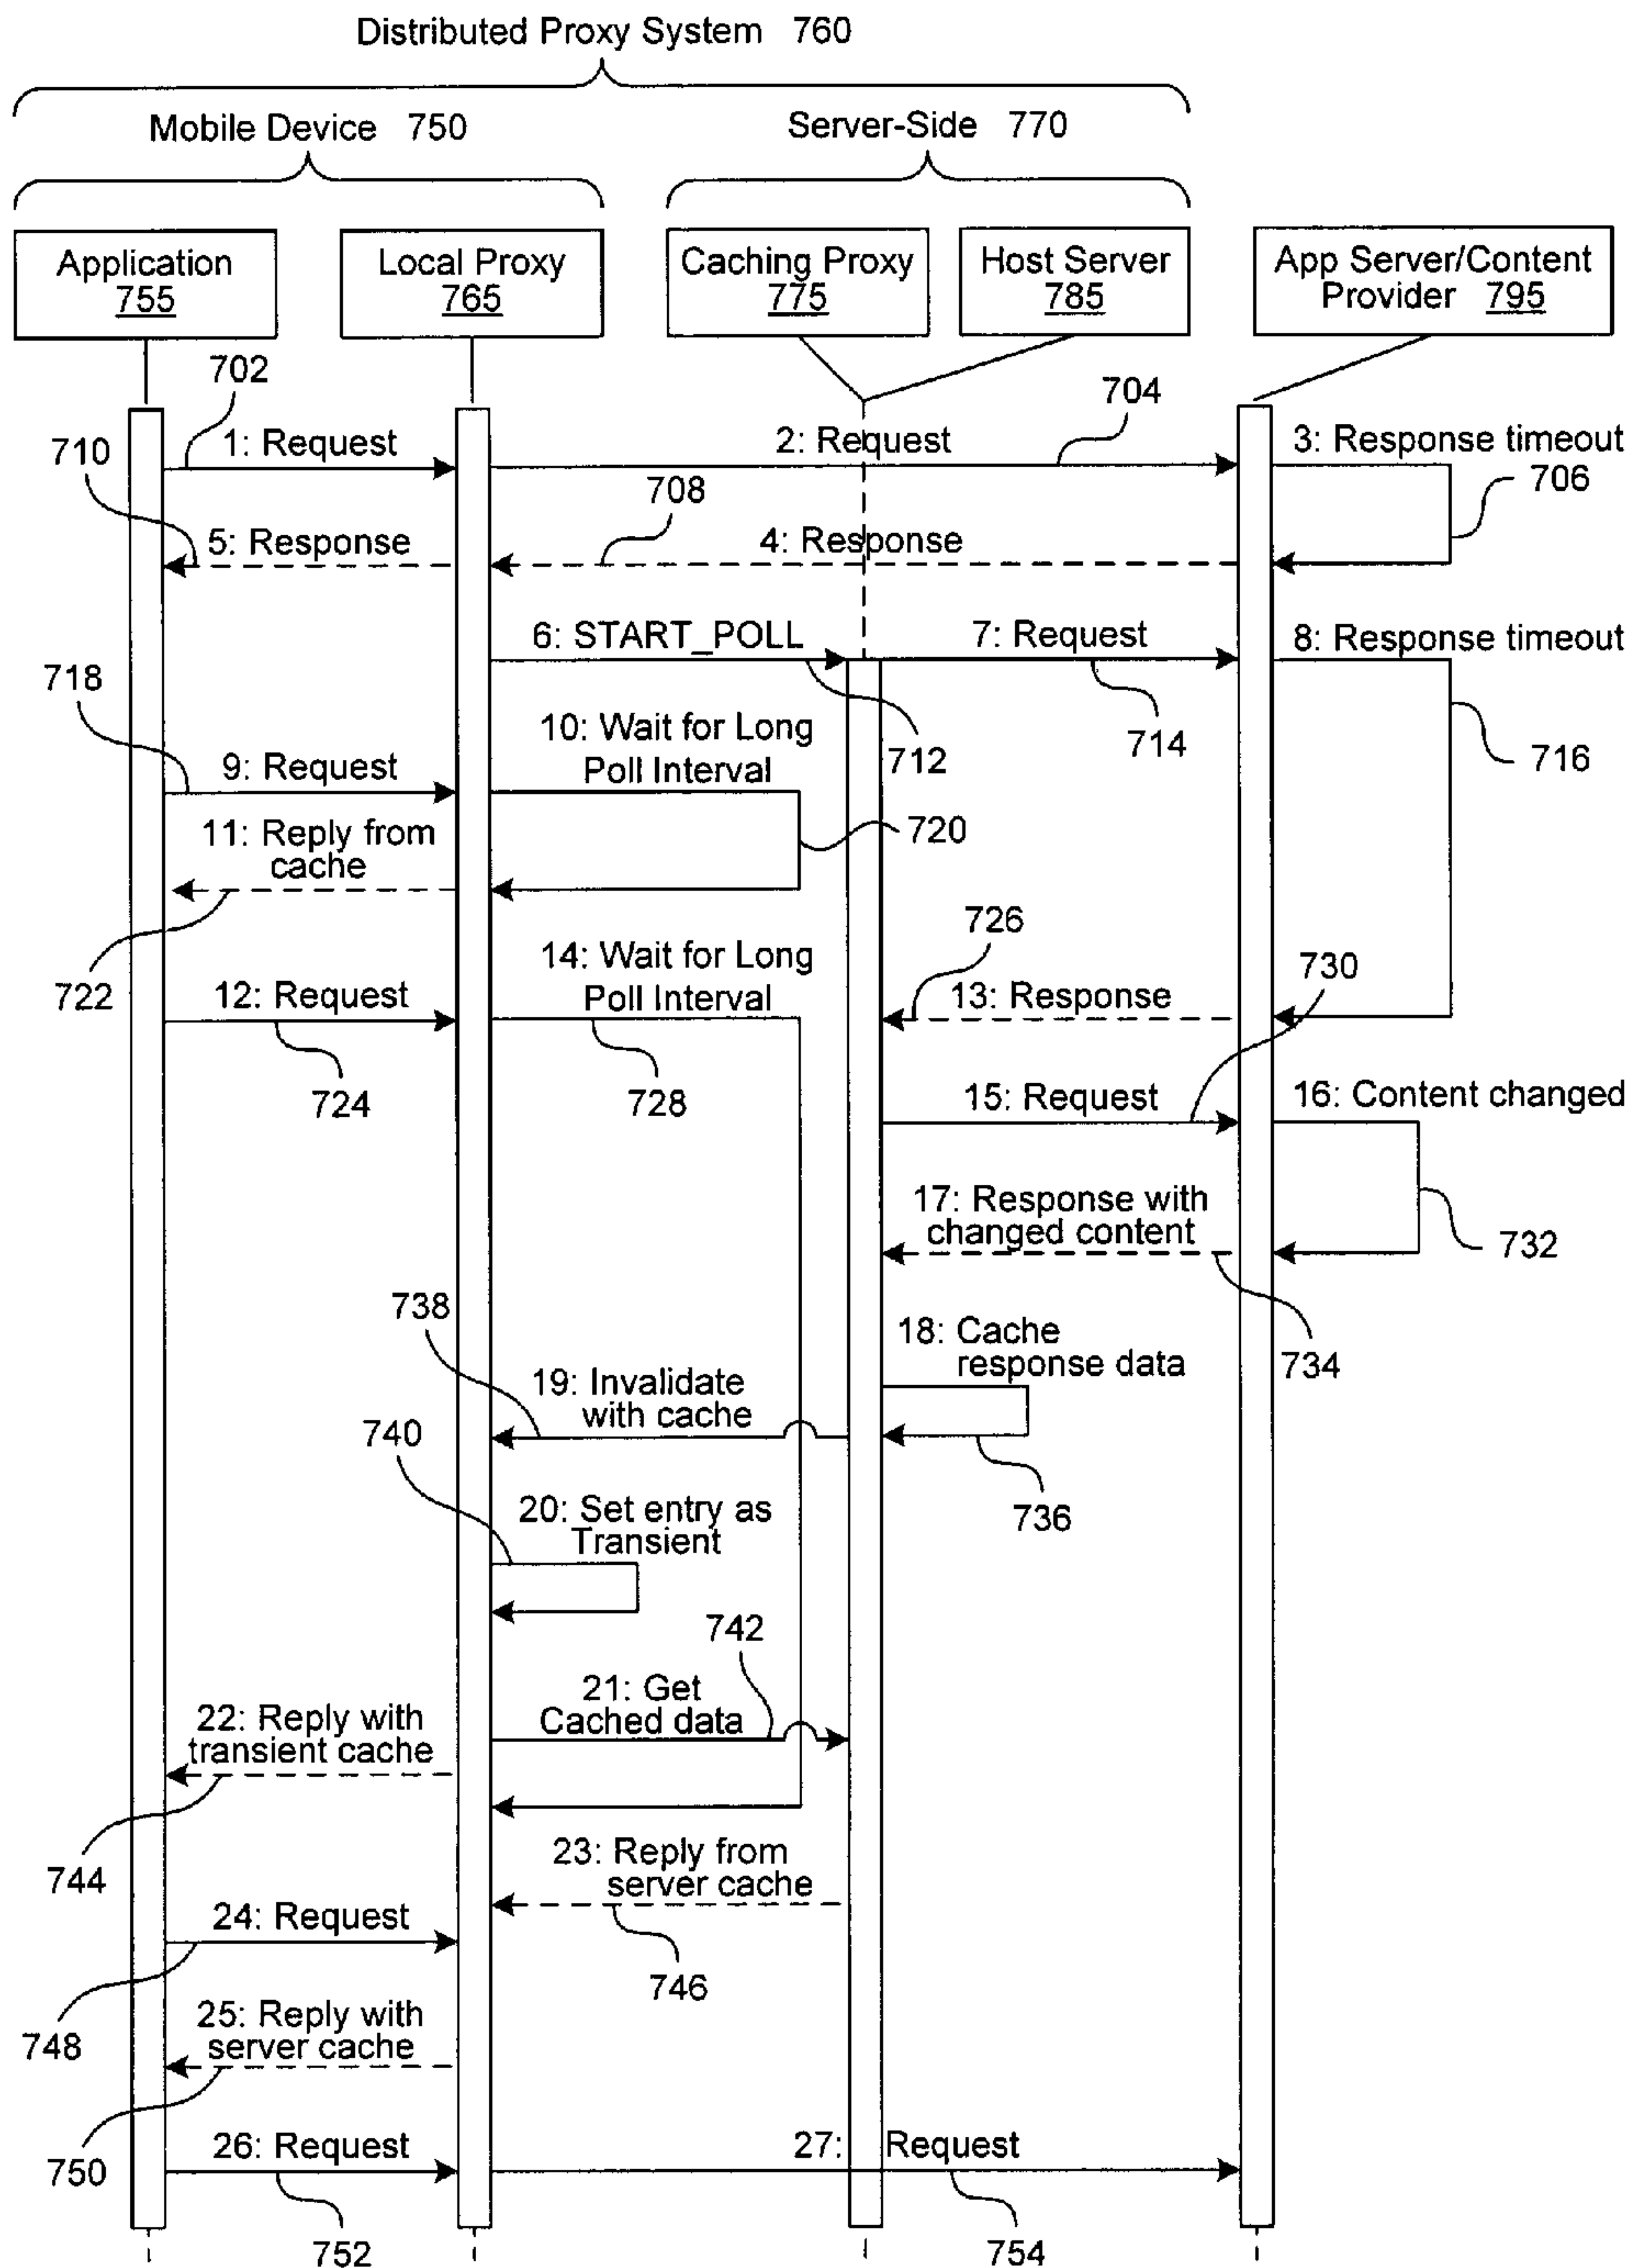 Distributed Proxy System 760
Mobile Device 750
Server-Side 770
Application
755
Local Proxy
765
Caching Proxy
775
Host Server
785
App Server/Content
Provider 795
702
704
1: Request
2: Request
3: Response timeout
710
708
706
5: Response
4: Response
6: START_POLL
7: Request
8: Response timeout
718
10: Wait for Long
Poll Interval
712
714
716
9: Request
11: Reply from
cache
720
726
730
722
14: Wait for Long
Poll Interval
12: Request
13: Response
724
728
15: Request
16: Content changed
17: Response with
changed content
732
738
18: Cache
response data
734
19: Invalidate
with cache
740
736
20: Set entry as
Transient
742
21: Get
Cached data
22: Reply with
transient cache
744
23: Reply from
server cache
24: Request
746
748
25: Reply with
server cache
750
26: Request
27: Request
752
754